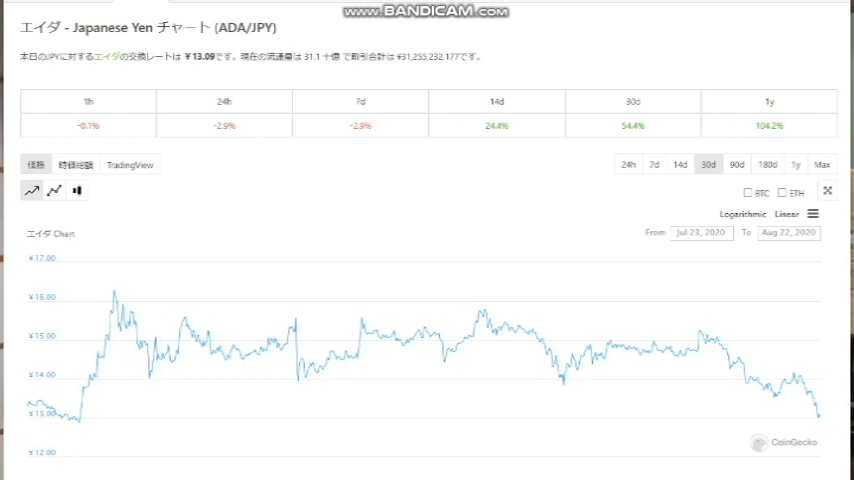 www.BANDICAM.com
エイダ - Japanese Yen チャート (ADA/JPY)
本日のJPYに対するエイダの交換レートは ¥13.09です。現在の流通量は 31.1 十億 で取引合計は ¥31,255,232,177です。
1h 24h 7d 14d 30d 1y
-0.1% -2.9% -2.9% 24.4% 54.4% 104.2%
価格 時価総額 TradingView 24h 7d 14d 30d 90d 180d 1y Max
BTC ETH
Logarithmic Linear
エイダ Chart From Jul 23, 2020 To Aug 22, 2020
¥17.00
¥16.00
¥15.00
¥14.00
¥13.00
¥12.00
CoinGecko